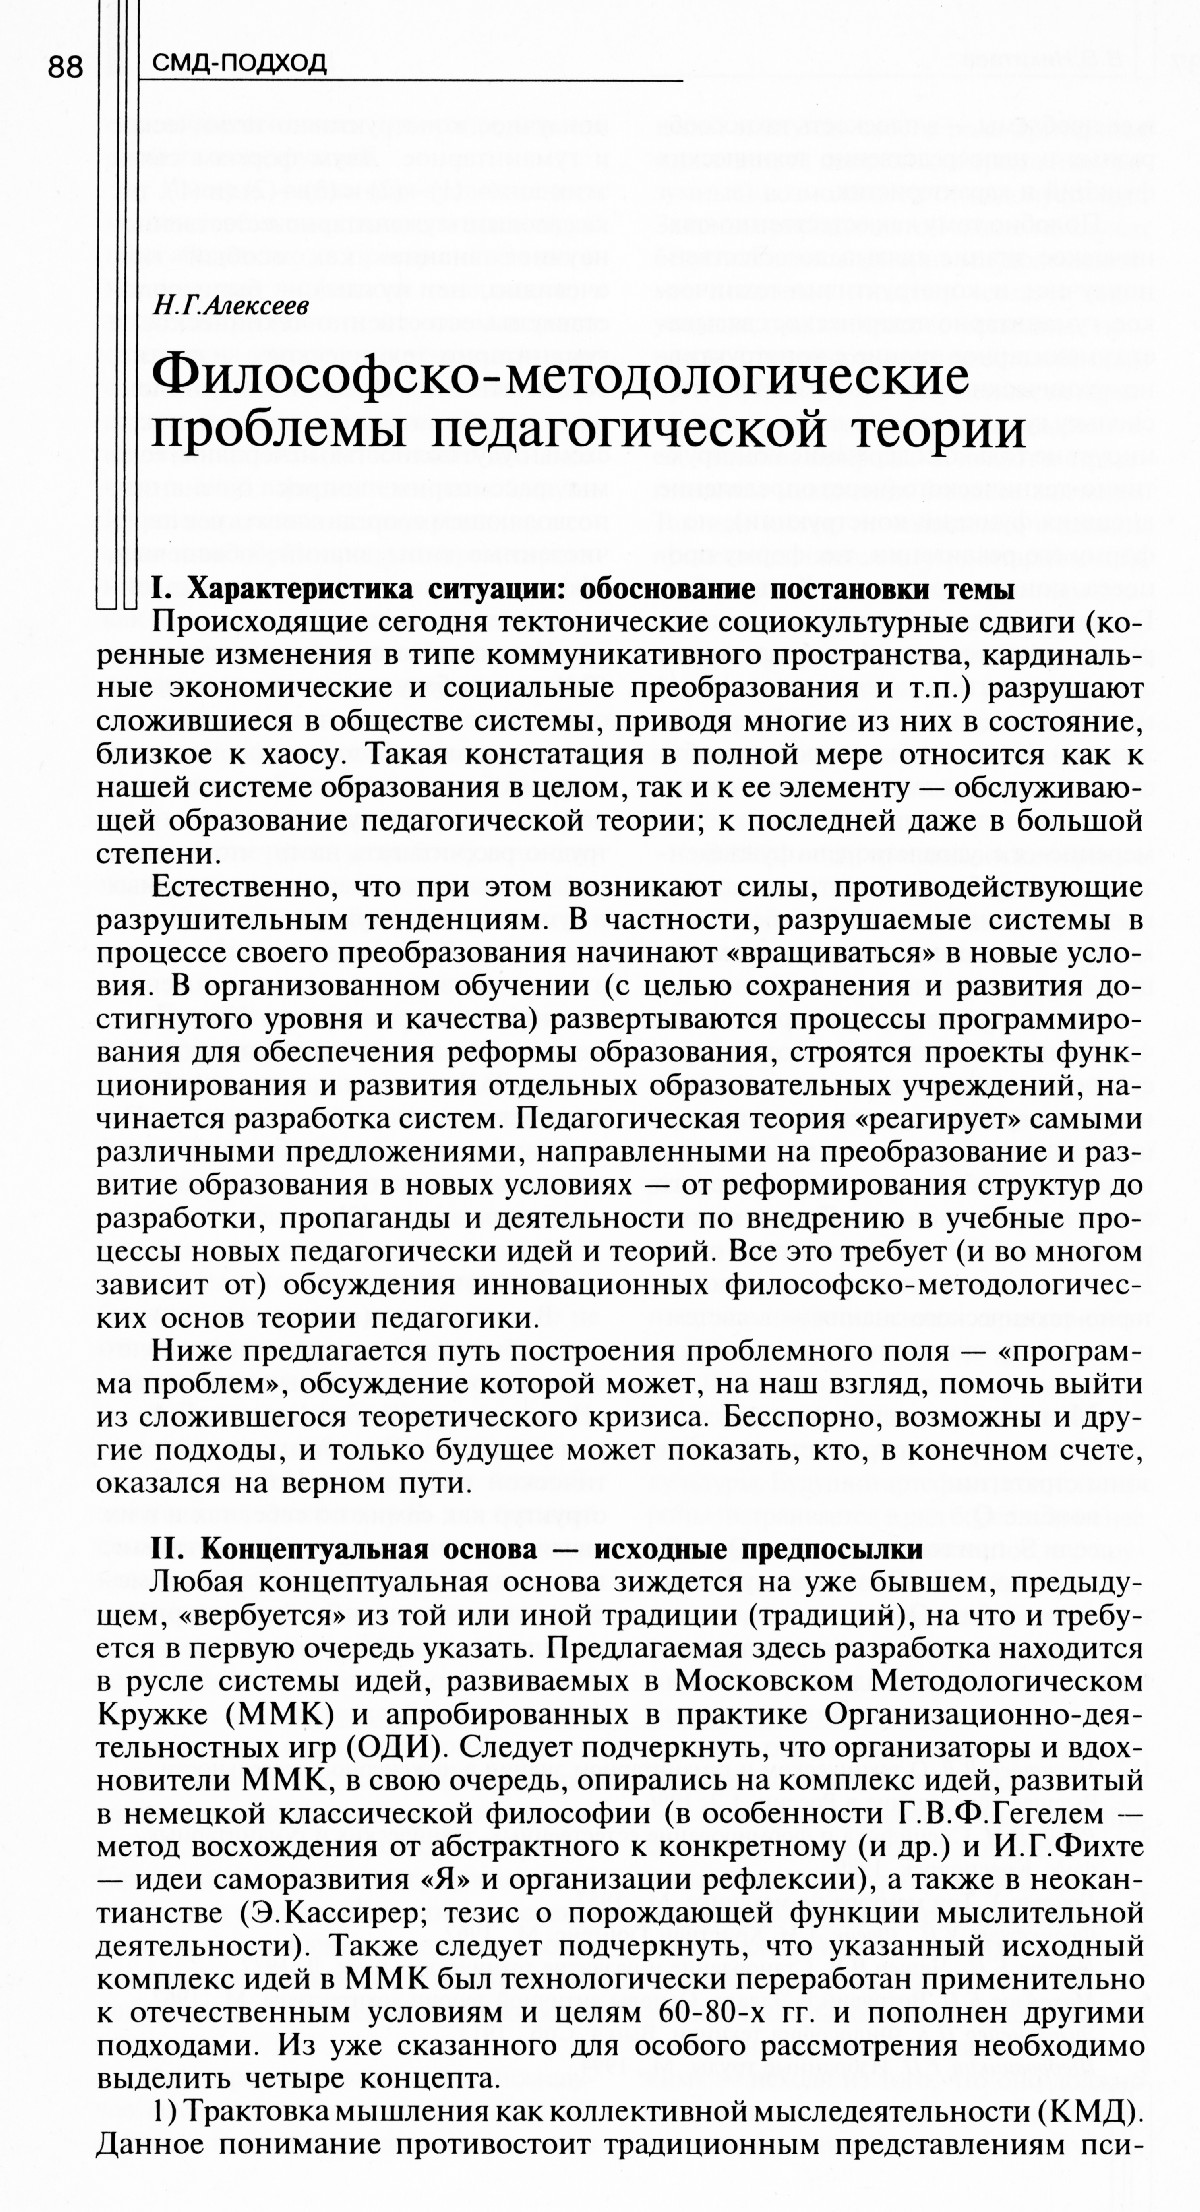 88
СМД-ПОДХОД
Н.Г.Алексеев
Философско-методологические
проблемы педагогической теории
I. Характеристика ситуации: обоснование постановки темы
Происходящие сегодня тектонические социокультурные сдвиги (ко-
ренные изменения в типе коммуникативного пространства, кардиналь-
ные экономические и социальные преобразования и т.п.) разрушают
сложившиеся в обществе системы, приводя многие из них в состояние,
близкое к хаосу. Такая констатация в полной мере относится как к
нашей системе образования в целом, так и к ее элементу — обслуживаю-
щей образование педагогической теории; к последней даже в большой
степени.
Естественно, что при этом возникают силы, противодействующие
разрушительным тенденциям. В частности, разрушаемые системы в
процессе своего преобразования начинают «вращиваться» в новые усло-
вия. В организованном обучении (с целью сохранения и развития до-
стигнутого уровня и качества) развертываются процессы программиро-
вания для обеспечения реформы образования, строятся проекты функ-
ционирования и развития отдельных образовательных учреждений, на-
чинается разработка систем. Педагогическая теория «реагирует» самыми
различными предложениями, направленными на преобразование и раз-
витие образования в новых условиях — от реформирования структур до
разработки, пропаганды и деятельности по внедрению в учебные про-
цессы новых педагогически идей и теорий. Все это требует (и во многом
зависит от) обсуждения инновационных философско-методологичес-
ких основ теории педагогики.
Ниже предлагается путь построения проблемного поля — «програм-
ма проблем», обсуждение которой может, на наш взгляд, помочь выйти
из сложившегося теоретического кризиса. Бесспорно, возможны и дру-
гие подходы, и только будущее может показать, кто, в конечном счете,
оказался на верном пути.
II. Концептуальная основа — исходные предпосылки
Любая концептуальная основа зиждется на уже бывшем, предыду-
щем, «вербуется» из той или иной традиции (традиций), на что и требу-
ется в первую очередь указать. Предлагаемая здесь разработка находится
в русле системы идей, развиваемых в Московском Методологическом
Кружке (ММК) и апробированных в практике Организационно-дея-
тельностных игр (ОДИ). Следует подчеркнуть, что организаторы и вдох-
новители ММК, в свою очередь, опирались на комплекс идей, развитый
в немецкой классической философии (в особенности Г.В.Ф.Гегелем —
метод восхождения от абстрактного к конкретному (и др.) и И.Г.Фихте
— идеи саморазвития «Я» и организации рефлексии), а также в неокан-
тианстве (Э.Кассирер; тезис о порождающей функции мыслительной
деятельности). Также следует подчеркнуть, что указанный исходный
комплекс идей в ММК был технологически переработан применительно
к отечественным условиям и целям 60-80-х гг. и пополнен другими
подходами. Из уже сказанного для особого рассмотрения необходимо
выделить четыре концепта.
1) Трактовка мышления как коллективной мыследеятельности (КМД).
Данное понимание противостоит традиционным представлениям пси-